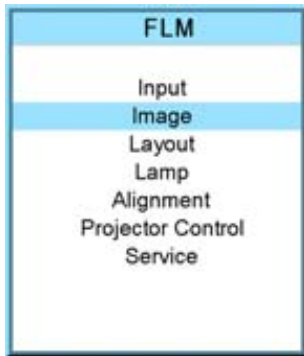 FLM
Input
Image
Layout
Lamp
Alignment
Projector Control
Service